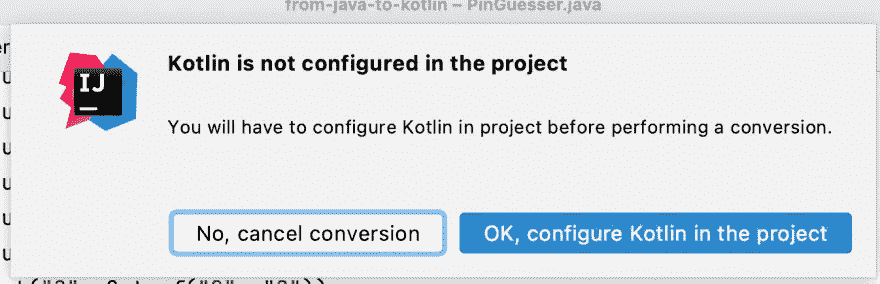 from-java-to-kotlin – PinGuesser.java
IJ
Kotlin is not configured in the project
You will have to configure Kotlin in project before performing a conversion.
No, cancel conversion
OK, configure Kotlin in the project